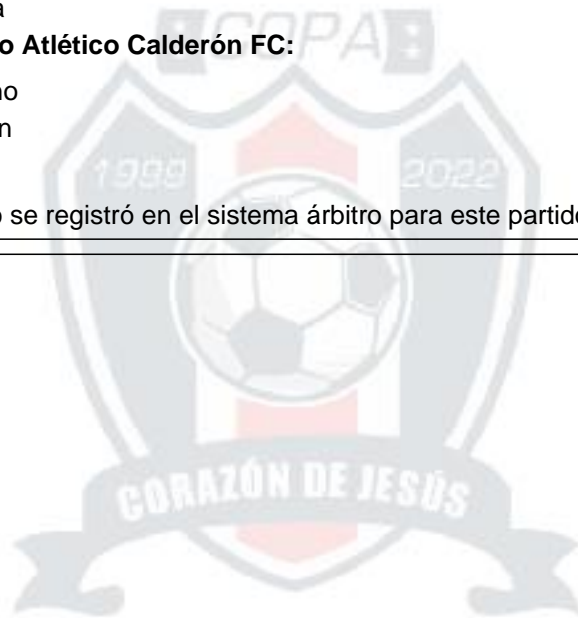 a
o Atlético Calderón FC:
COPA
no
n
1999
2022
o se registró en el sistema árbitro para este partido
CORAZÓN DE JESÚS